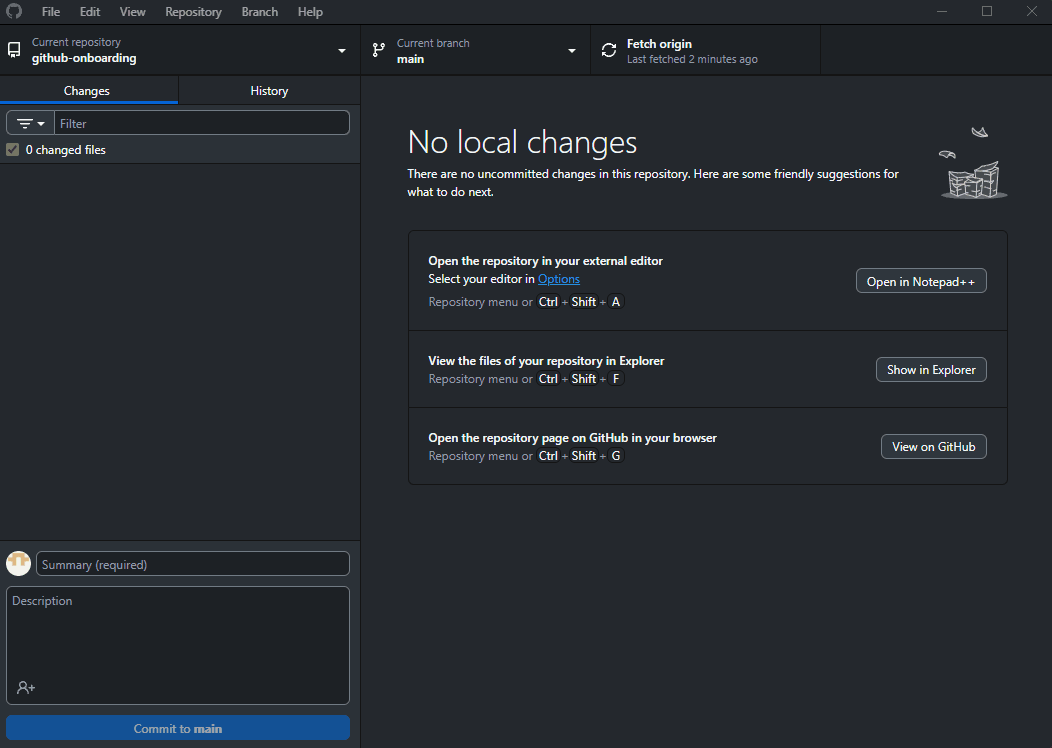 File Edit View Repository Branch Help
Current repository
github-onboarding
Current branch
main
Fetch origin
Last fetched 2 minutes ago
Changes
History
Filter
0 changed files
No local changes
There are no uncommitted changes in this repository. Here are some friendly suggestions for
what to do next.
Open the repository in your external editor
Select your editor in Options
Repository menu or Ctrl + Shift + A
Open in Notepad++
View the files of your repository in Explorer
Repository menu or Ctrl + Shift + F
Show in Explorer
Open the repository page on GitHub in your browser
Repository menu or Ctrl + Shift + G
View on GitHub
Summary (required)
Description
Commit to main